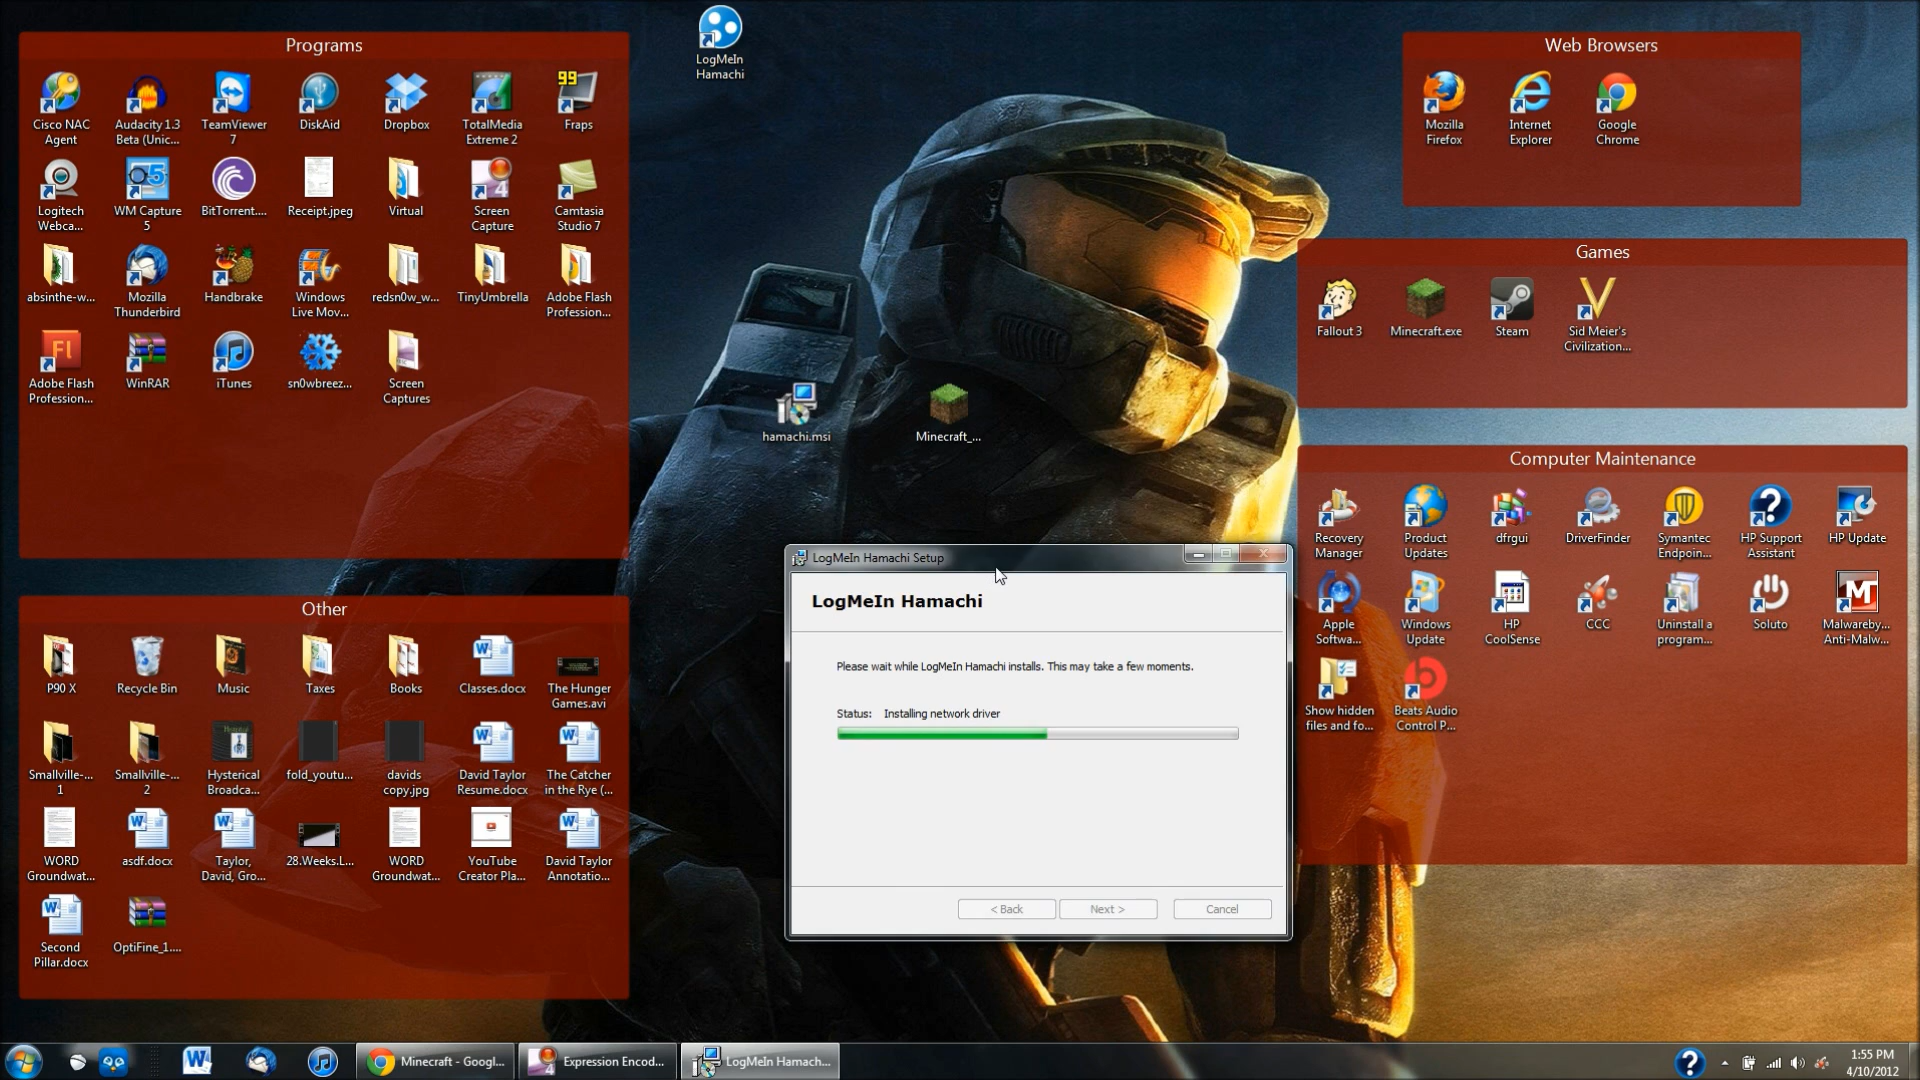 Programs
Cisco NAC
Agent
Audacity 1.3
Beta (Unic...
TeamViewer
7
DiskAid
Dropbox
TotalMedia
Extreme 2
99
Fraps
Logitech
Webca...
WM Capture
5
BitTorrent....
Receipt.jpeg
Virtual
Screen
Capture
Camtasia
Studio 7
absinthe-w...
Mozilla
Thunderbird
Handbrake
Windows
Live Mov...
redsn0w_w...
TinyUmbrella
Adobe Flash
Profession...
Adobe Flash
Profession...
WinRAR
iTunes
sn0wbreez...
Screen
Captures
LogMeIn
Hamachi
hamachi.msi
Minecraft_...
Web Browsers
Mozilla
Firefox
Internet
Explorer
Google
Chrome
Games
Fallout 3
Minecraft.exe
Steam
Sid Meier's
Civilization...
Computer Maintenance
Recovery
Manager
Product
Updates
dfrgui
DriverFinder
Symantec
Endpoin...
HP Support
Assistant
HP Update
Apple
Softwa...
Windows
Update
HP
CoolSense
CCC
Uninstall a
program...
Soluto
Malwareby...
Anti-Malw...
Show hidden
files and fo...
Beats Audio
Control P...
Other
P90 X
Recycle Bin
Music
Taxes
Books
Classes.docx
The Hunger
Games.avi
Smallville-...
1
Smallville-...
2
Hysterical
Broadca...
fold_youtu...
davids
copy.jpg
David Taylor
Resume.docx
The Catcher
in the Rye (...
WORD
Groundwat...
asdf.docx
Taylor,
David, Gro...
28.Weeks.L...
WORD
Groundwat...
YouTube
Creator Pla...
David Taylor
Annotatio...
Second
Pillar.docx
OptiFine_1....
LogMeIn Hamachi Setup
LogMeIn Hamachi
Please wait while LogMeIn Hamachi installs. This may take a few moments.
Status: Installing network driver
< Back
Next >
Cancel
Minecraft - Googl...
Expression Encod...
LogMeIn Hamach...
1:55 PM
4/10/2012